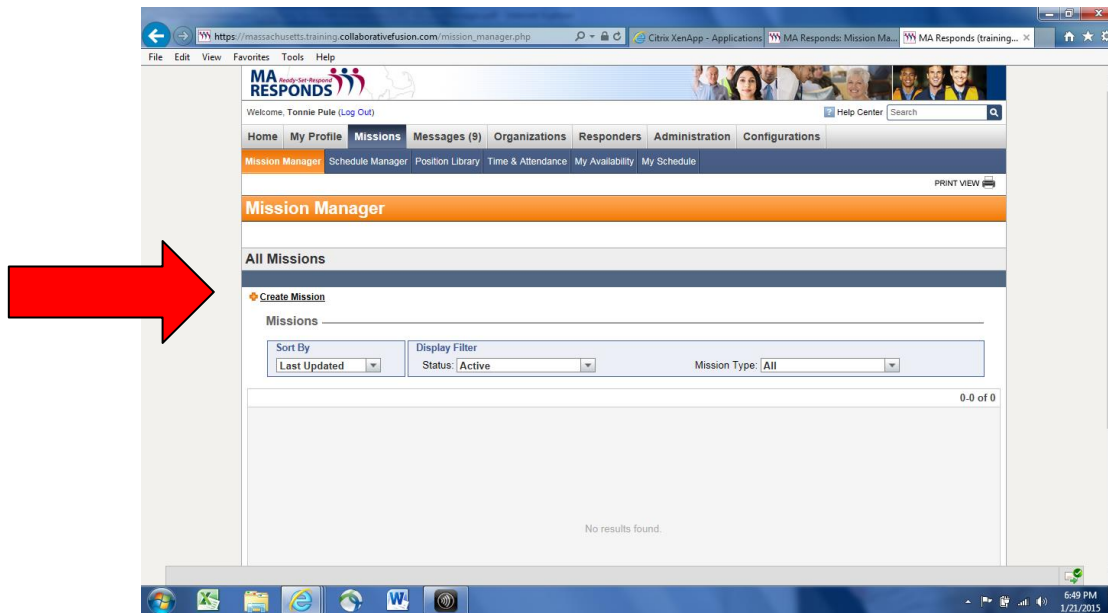 https://massachusetts.training.collaborativefusion.com/mission_manager.php
Citrix XenApp - Applications
MA Responds: Mission Ma...
MA Responds (training...
File Edit View Favorites Tools Help
MA Ready-Set-Respond
RESPONDS
Welcome, Tonnie Pule (Log Out)
Help Center Search
Home My Profile Missions Messages (9) Organizations Responders Administration Configurations
Mission Manager Schedule Manager Position Library Time & Attendance My Availability My Schedule
PRINT VIEW
Mission Manager
All Missions
Create Mission
Missions
Sort By Display Filter
Last Updated Status: Active Mission Type: All
0-0 of 0
No results found.
6:49 PM
1/21/2015